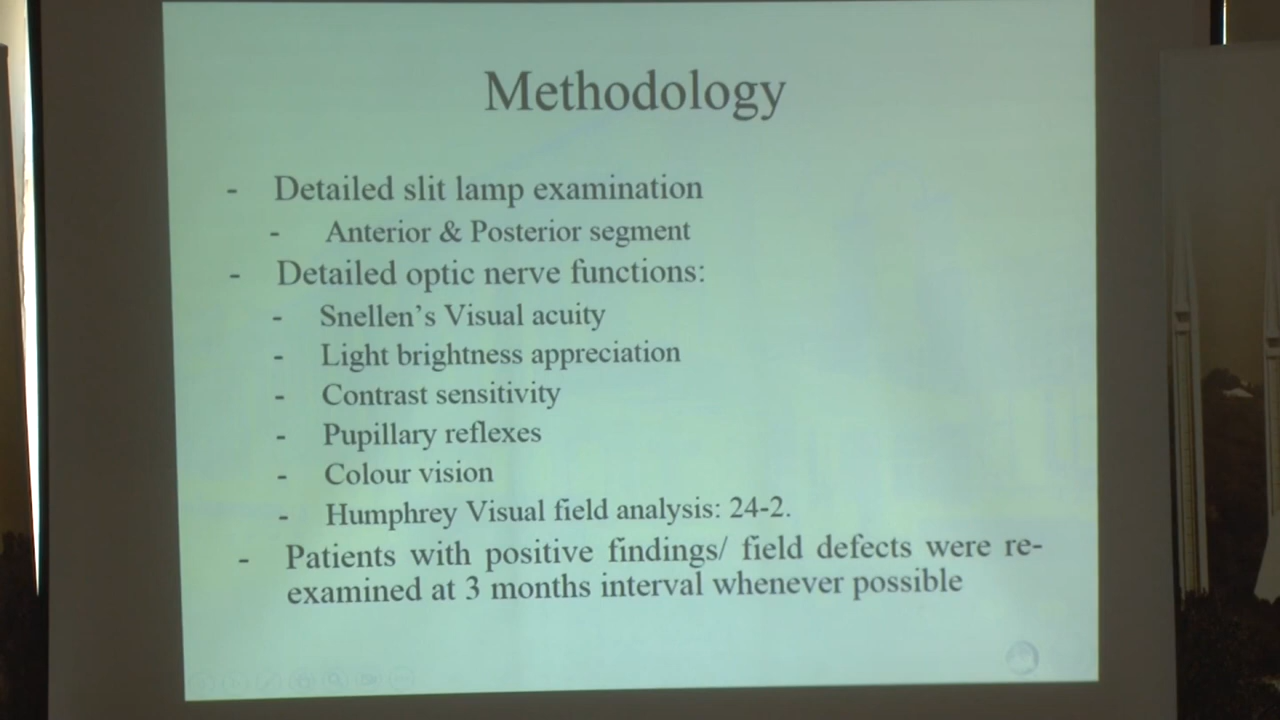 Methodology
- Detailed slit lamp examination
- Anterior & Posterior segment
- Detailed optic nerve functions:
- Snellen's Visual acuity
- Light brightness appreciation
- Contrast sensitivity
- Pupillary reflexes
- Colour vision
- Humphrey Visual field analysis: 24-2.
- Patients with positive findings/ field defects were re-
examined at 3 months interval whenever possible